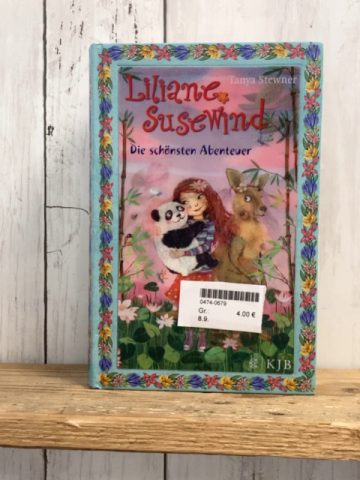 Tanya Stewner
Liliane
Susewind
Die schönsten Abenteuer
0474-0679
Gr.:
4,00 €
8.9.
KJB